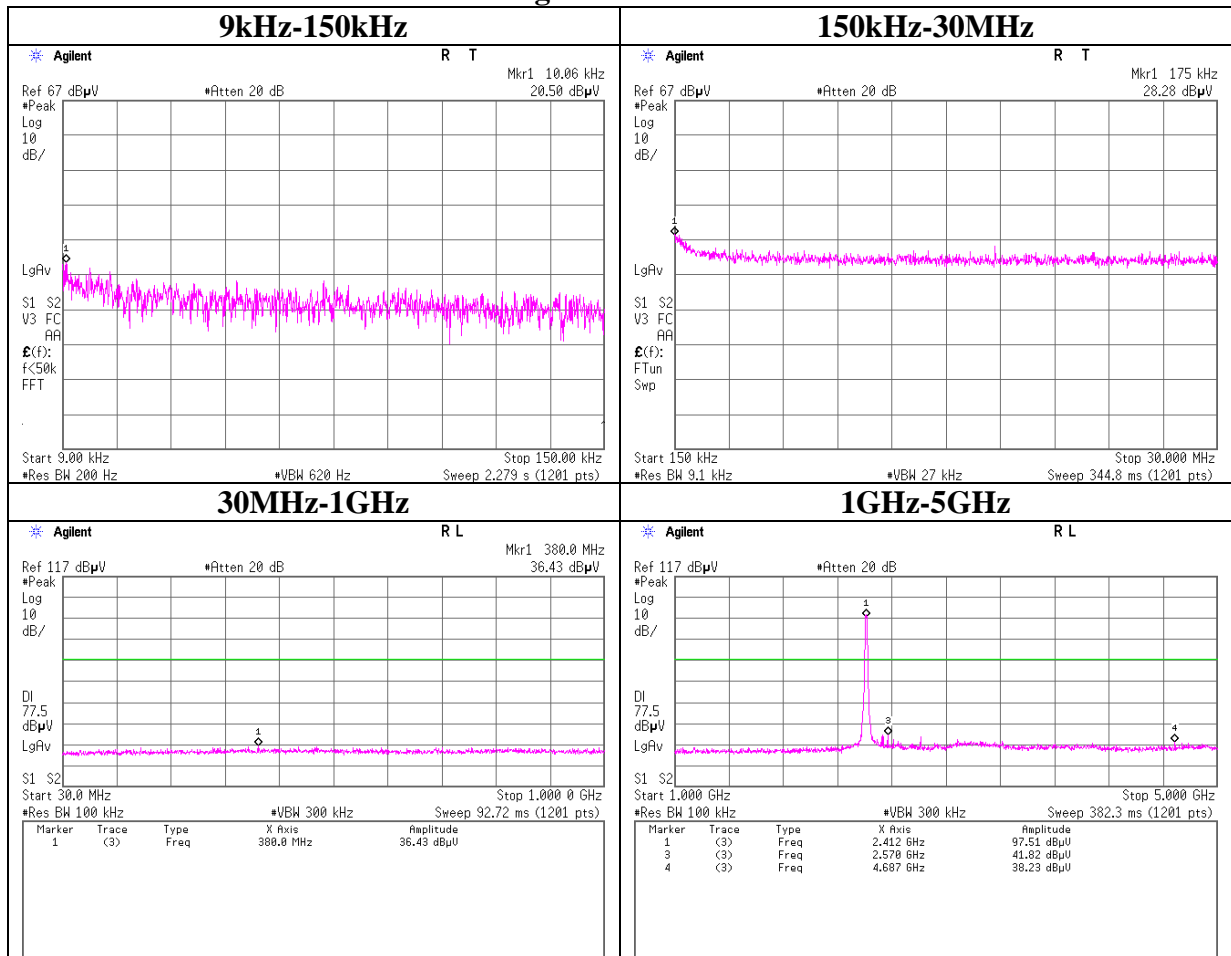 9kHz-150kHz
Agilent
R T
Mkr1 10.06 kHz
Ref 67 dBµV
#Atten 20 dB
20.50 dBµV
#Peak
Log
10
dB/
1
LgAv
S1 S2
V3 FC
AA
£(f):
f<50k
FFT
Start 9.00 kHz
Stop 150.00 kHz
#Res BW 200 Hz
#VBW 620 Hz
Sweep 2.279 s (1201 pts)
150kHz-30MHz
Agilent
R T
Mkr1 175 kHz
Ref 67 dBµV
#Atten 20 dB
28.28 dBµV
#Peak
Log
10
dB/
1
LgAv
S1 S2
V3 FC
AA
£(f):
FTun
Swp
Start 150 kHz
Stop 30.000 MHz
#Res BW 9.1 kHz
#VBW 27 kHz
Sweep 344.8 ms (1201 pts)
30MHz-1GHz
Agilent
R L
Mkr1 380.0 MHz
Ref 117 dBµV
#Atten 20 dB
36.43 dBµV
#Peak
Log
10
dB/
DI
77.5
dBµV
1
LgAv
S1 S2
Start 30.0 MHz
Stop 1.000 0 GHz
#Res BW 100 kHz
#VBW 300 kHz
Sweep 92.72 ms (1201 pts)
Marker Trace Type X Axis Amplitude
1 (3) Freq 380.0 MHz 36.43 dBµV
1GHz-5GHz
Agilent
R L
Ref 117 dBµV
#Atten 20 dB
#Peak
Log
10
dB/
1
DI
77.5
dBµV
3
4
LgAv
S1 S2
Start 1.000 GHz
Stop 5.000 GHz
#Res BW 100 kHz
#VBW 300 kHz
Sweep 382.3 ms (1201 pts)
Marker Trace Type X Axis Amplitude
1 (3) Freq 2.412 GHz 97.51 dBµV
3 (3) Freq 2.570 GHz 41.82 dBµV
4 (3) Freq 4.687 GHz 38.23 dBµV